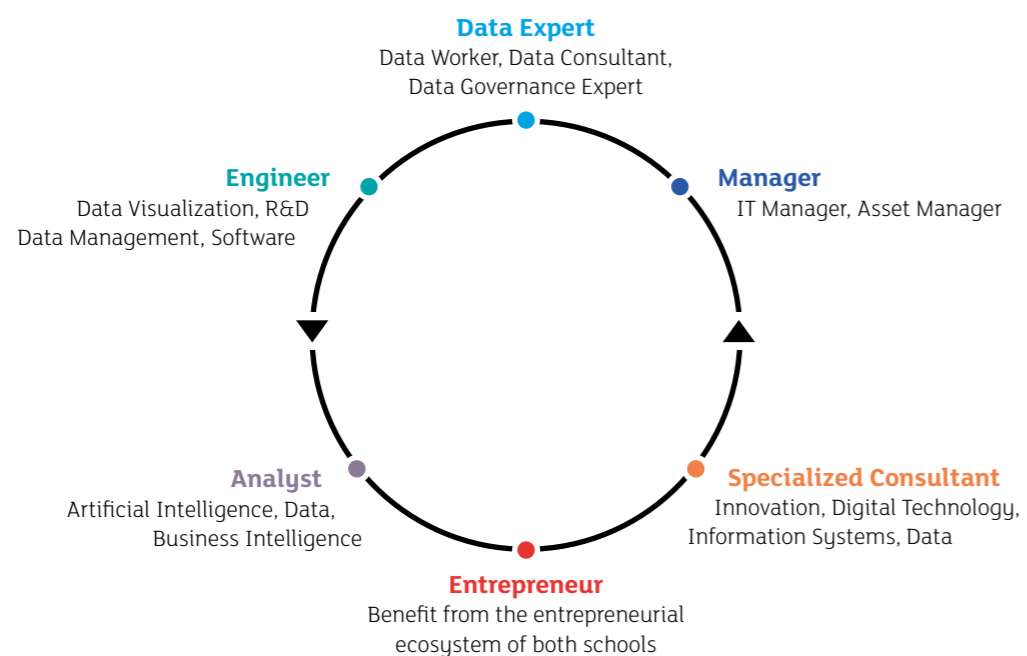 Data Expert
Data Worker, Data Consultant,
Data Governance Expert
Engineer
Data Visualization, R&D
Data Management, Software
Manager
IT Manager, Asset Manager
Analyst
Artificial Intelligence, Data,
Business Intelligence
Specialized Consultant
Innovation, Digital Technology,
Information Systems, Data
Entrepreneur
Benefit from the entrepreneurial
ecosystem of both schools